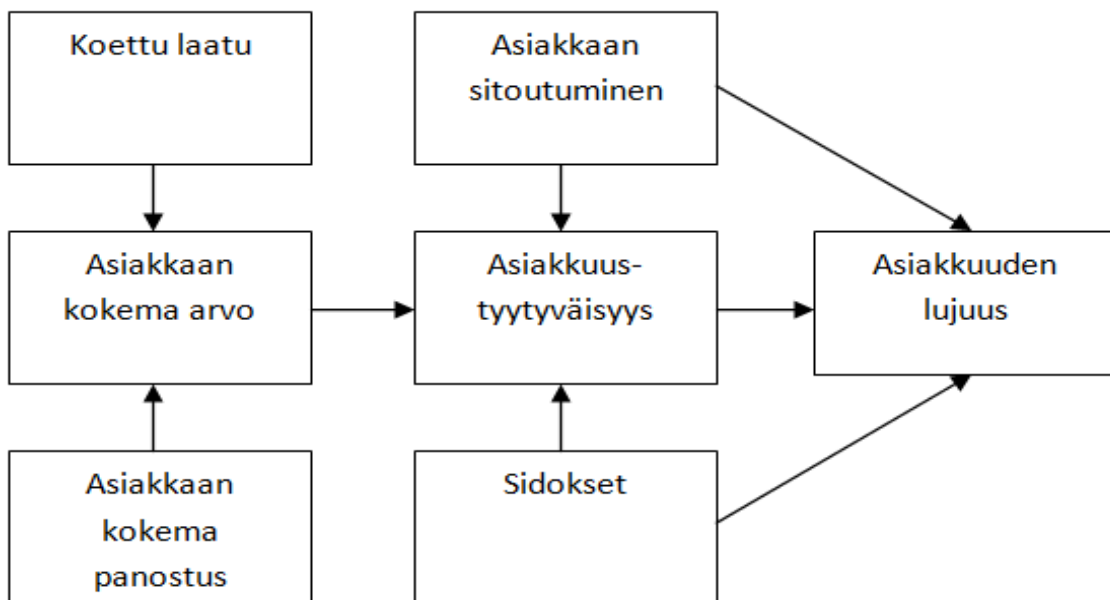 Koettu laatu
Asiakkaan
sitoutuminen
Asiakkaan
kokema arvo
Asiakkuus-
tyytyväisyys
Asiakkuuden
lujuus
Asiakkaan
kokema
panostus
Sidokset